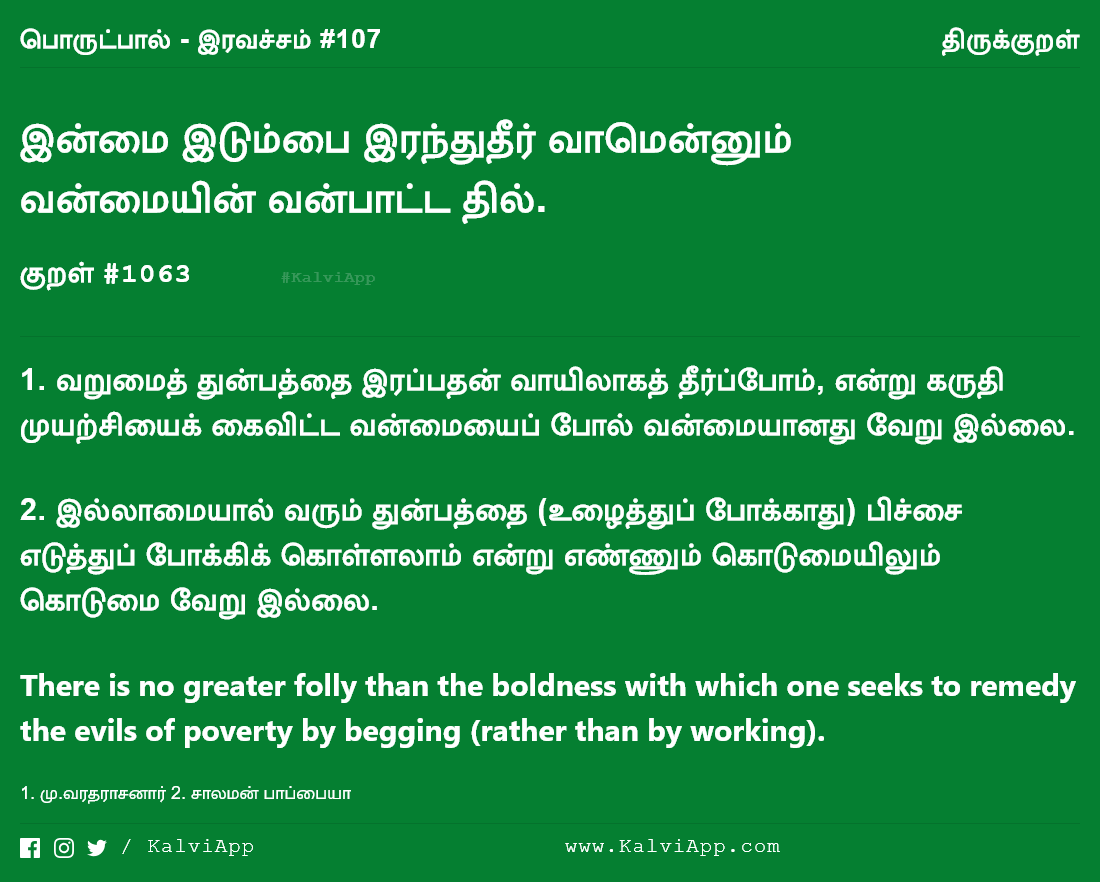 பொருட்பால் - இரவச்சம் #107 திருக்குறள்
இன்மை இடும்பை இரந்துதீர் வாமென்னும்
வன்மையின் வன்பாட்ட தில்.
குறள் #1063 #KalviApp
1. வறுமைத் துன்பத்தை இரப்பதன் வாயிலாகத் தீர்ப்போம், என்று கருதி
முயற்சியைக் கைவிட்ட வன்மையைப் போல் வன்மையானது வேறு இல்லை.
2. இல்லாமையால் வரும் துன்பத்தை (உழைத்துப் போக்காது) பிச்சை
எடுத்துப் போக்கிக் கொள்ளலாம் என்று எண்ணும் கொடுமையிலும்
கொடுமை வேறு இல்லை.
There is no greater folly than the boldness with which one seeks to remedy
the evils of poverty by begging (rather than by working).
1. மு.வரதராசனார் 2. சாலமன் பாப்பையா
/ KalviApp www.KalviApp.com